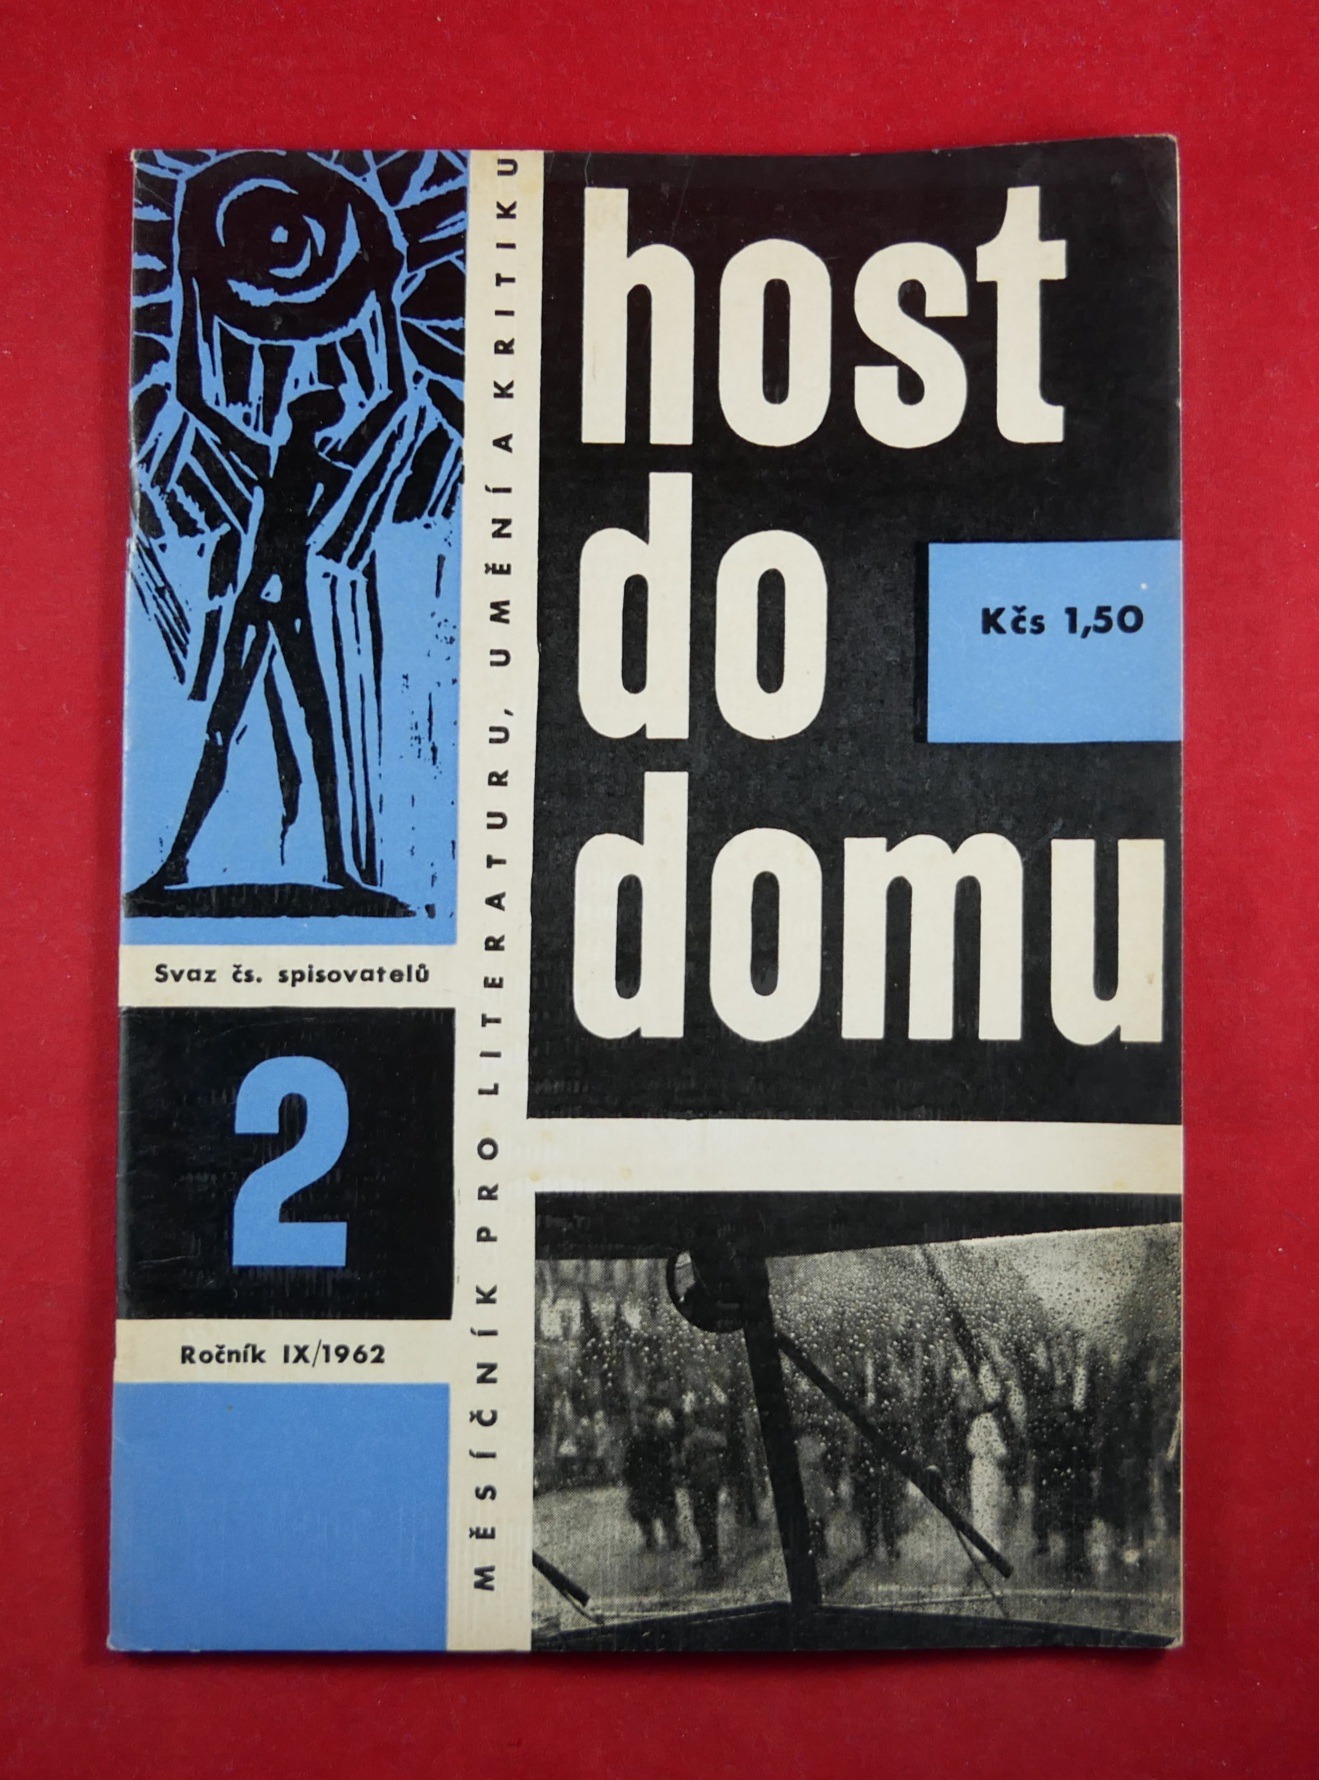 host
do
domu
Kčs 1,50
MĚSÍČNÍK PRO LITERATURU, UMĚNÍ A KRITIKU
Svaz čs. spisovatelů
2
Ročník IX/1962